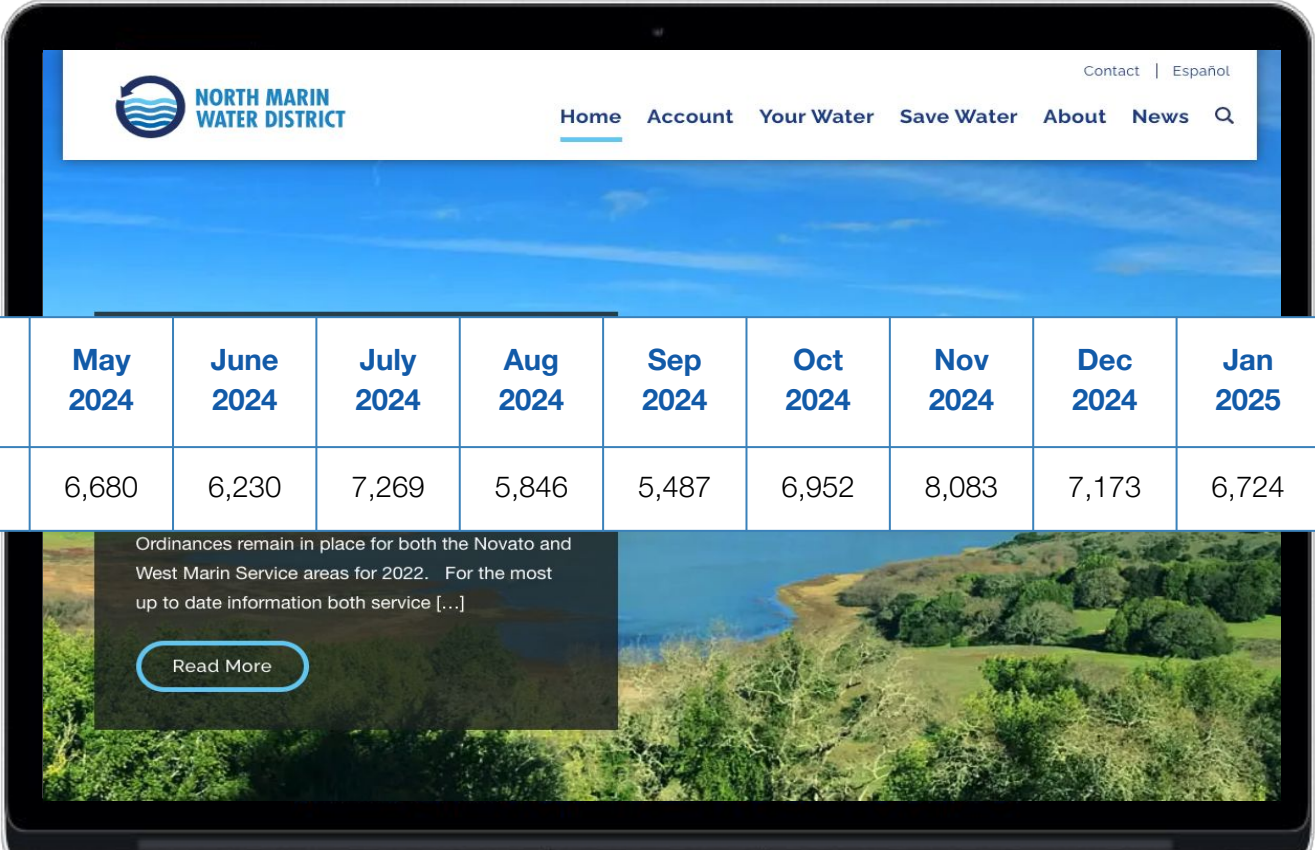 Contact | Español
NORTH MARIN
WATER DISTRICT
Home Account Your Water Save Water About News
May 2024 June 2024 July 2024 Aug 2024 Sep 2024 Oct 2024 Nov 2024 Dec 2024 Jan 2025
6,680 6,230 7,269 5,846 5,487 6,952 8,083 7,173 6,724
Ordinances remain in place for both the Novato and
West Marin Service areas for 2022. For the most
up to date information both service [...]
Read More